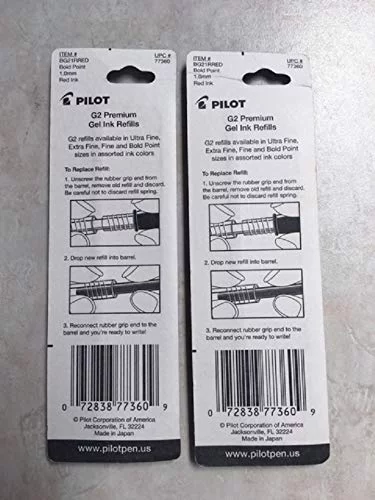 ITEM #
BG21RRED
Bold Point
1.0mm
Red Ink
UPC #
77360
PILOT
G2 Premium
Gel Ink Refills
G2 refills available in Ultra Fine,
Extra Fine, Fine and Bold Point
sizes in assorted ink colors
To Replace Refill:
1. Unscrew the rubber grip end from
the barrel, remove old refill and discard.
Be careful not to discard refill spring.
2. Drop new refill into barrel.
3. Reconnect rubber grip end to the
barrel and you're ready to write!
0 72838 77360 9
© Pilot Corporation of America
Jacksonville, FL 32224
Made in Japan
www.pilotpen.us
ITEM #
BG21RRED
Bold Point
1.0mm
Red Ink
UPC #
77360
PILOT
G2 Premium
Gel Ink Refills
G2 refills available in Ultra Fine,
Extra Fine, Fine and Bold Point
sizes in assorted ink colors
To Replace Refill:
1. Unscrew the rubber grip end from
the barrel, remove old refill and discard.
Be careful not to discard refill spring.
2. Drop new refill into barrel.
3. Reconnect rubber grip end to the
barrel and you're ready to write!
0 72838 77360 9
© Pilot Corporation of America
Jacksonville, FL 32224
Made in Japan
www.pilotpen.us